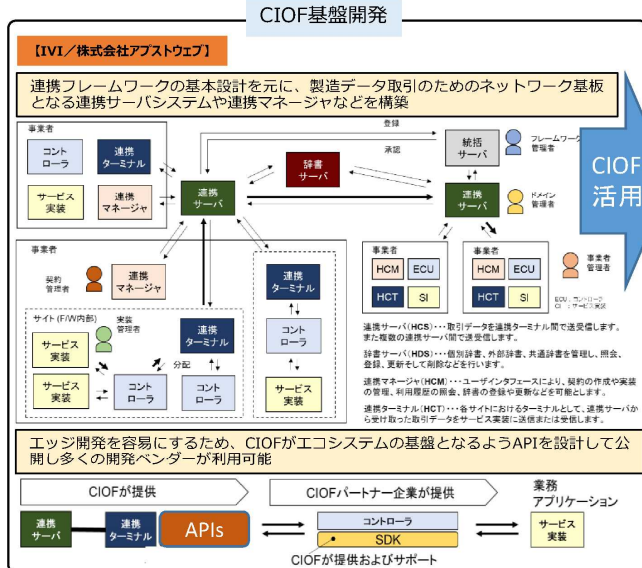 CIOF基盤開発
【IVI／株式会社アプストウェブ】
連携フレームワークの基本設計を元に、製造データ取引のためのネットワーク基板
となる連携サーバシステムや連携マネージャなどを構築
事業者
コント
ローラ
連携
ターミナル
サービス
実装
連携
マネージャ
連携
サーバ
辞書
サーバ
登録
承認
統括
サーバ
フレームワーク
管理者
連携
サーバ
ドメイン
管理者
CIOF
活用
事業者
HCM
ECU
HCT
SI
事業者
HCM
ECU
HCT
SI
事業者
管理者
ECU：コントローラ
CI：サービス実装
事業者
契約
管理者
連携
マネージャ
サイト (F/W内部)
実装
管理者
サービス
実装
連携
ターミナル
サービス
実装
分配
コント
ローラ
コント
ローラ
連携
ターミナル
コント
ローラ
サービス
実装
連携サーバ(HCS)・・・取引データを連携ターミナル間で送受信します。
また複数の連携サーバ間で送受信します。
辞書サーバ(HDS)・・・個別辞書、外部辞書、共通辞書を管理し、照会、
登録、更新そして削除などを行います。
連携マネージャ(HCM)・・・ユーザインタフェースにより、契約の作成や実装
の管理、利用履歴の照会、辞書の登録や更新などを可能とします。
連携ターミナル(HCT)・・・各サイトにおけるターミナルとして、連携サーバか
ら受け取った取引データをサービス実装に送信または受信します。
エッジ開発を容易にするため、CIOFがエコシステムの基盤となるようAPIを設計して公
開し多くの開発ベンダーが利用可能
CIOFが提供
CIOFパートナー企業が提供
業務
アプリケーション
連携
サーバ
連携
ターミナル
APIs
コントローラ
SDK
サービス
実装
CIOFが提供およびサポート